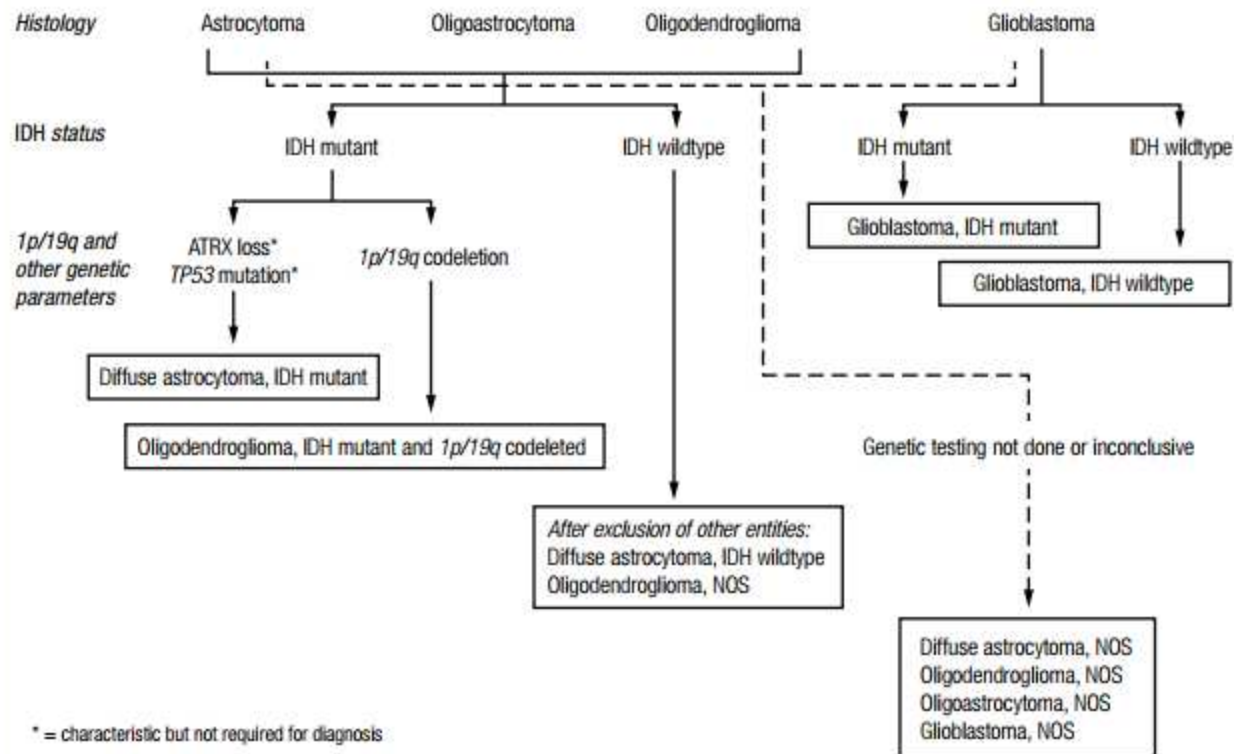 Histology Astrocytoma Oligoastrocytoma Oligodendroglioma Glioblastoma
IDH status
IDH mutant IDH wildtype IDH mutant IDH wildtype
1p/19q and
other genetic
parameters
ATRX loss*
TP53 mutation*
1p/19q codeletion
Glioblastoma, IDH mutant
Glioblastoma, IDH wildtype
Diffuse astrocytoma, IDH mutant
Oligodendroglioma, IDH mutant and 1p/19q codeleted
Genetic testing not done or inconclusive
After exclusion of other entities:
Diffuse astrocytoma, IDH wildtype
Oligodendroglioma, NOS
Diffuse astrocytoma, NOS
Oligodendroglioma, NOS
Oligoastrocytoma, NOS
Glioblastoma, NOS
* = characteristic but not required for diagnosis